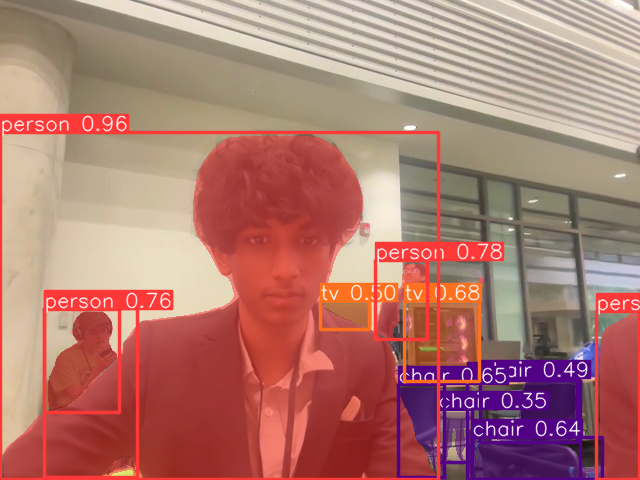 person 0.96
person 0.78
tv 0.50
tv 0.68
person 0.76
pers
chair 0.65
air 0.49
chair 0.35
chair 0.64